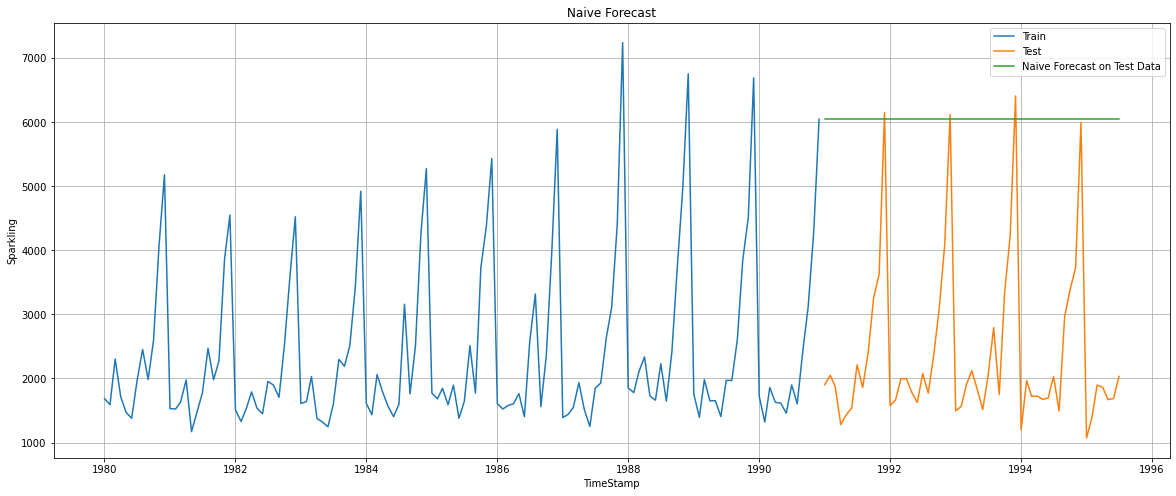 Naive Forecast
Train
Test
Naive Forecast on Test Data
7000
6000
5000
4000
3000
2000
1000
Sparkling
1980
1982
1984
1986
1988
1990
1992
1994
1996
TimeStamp